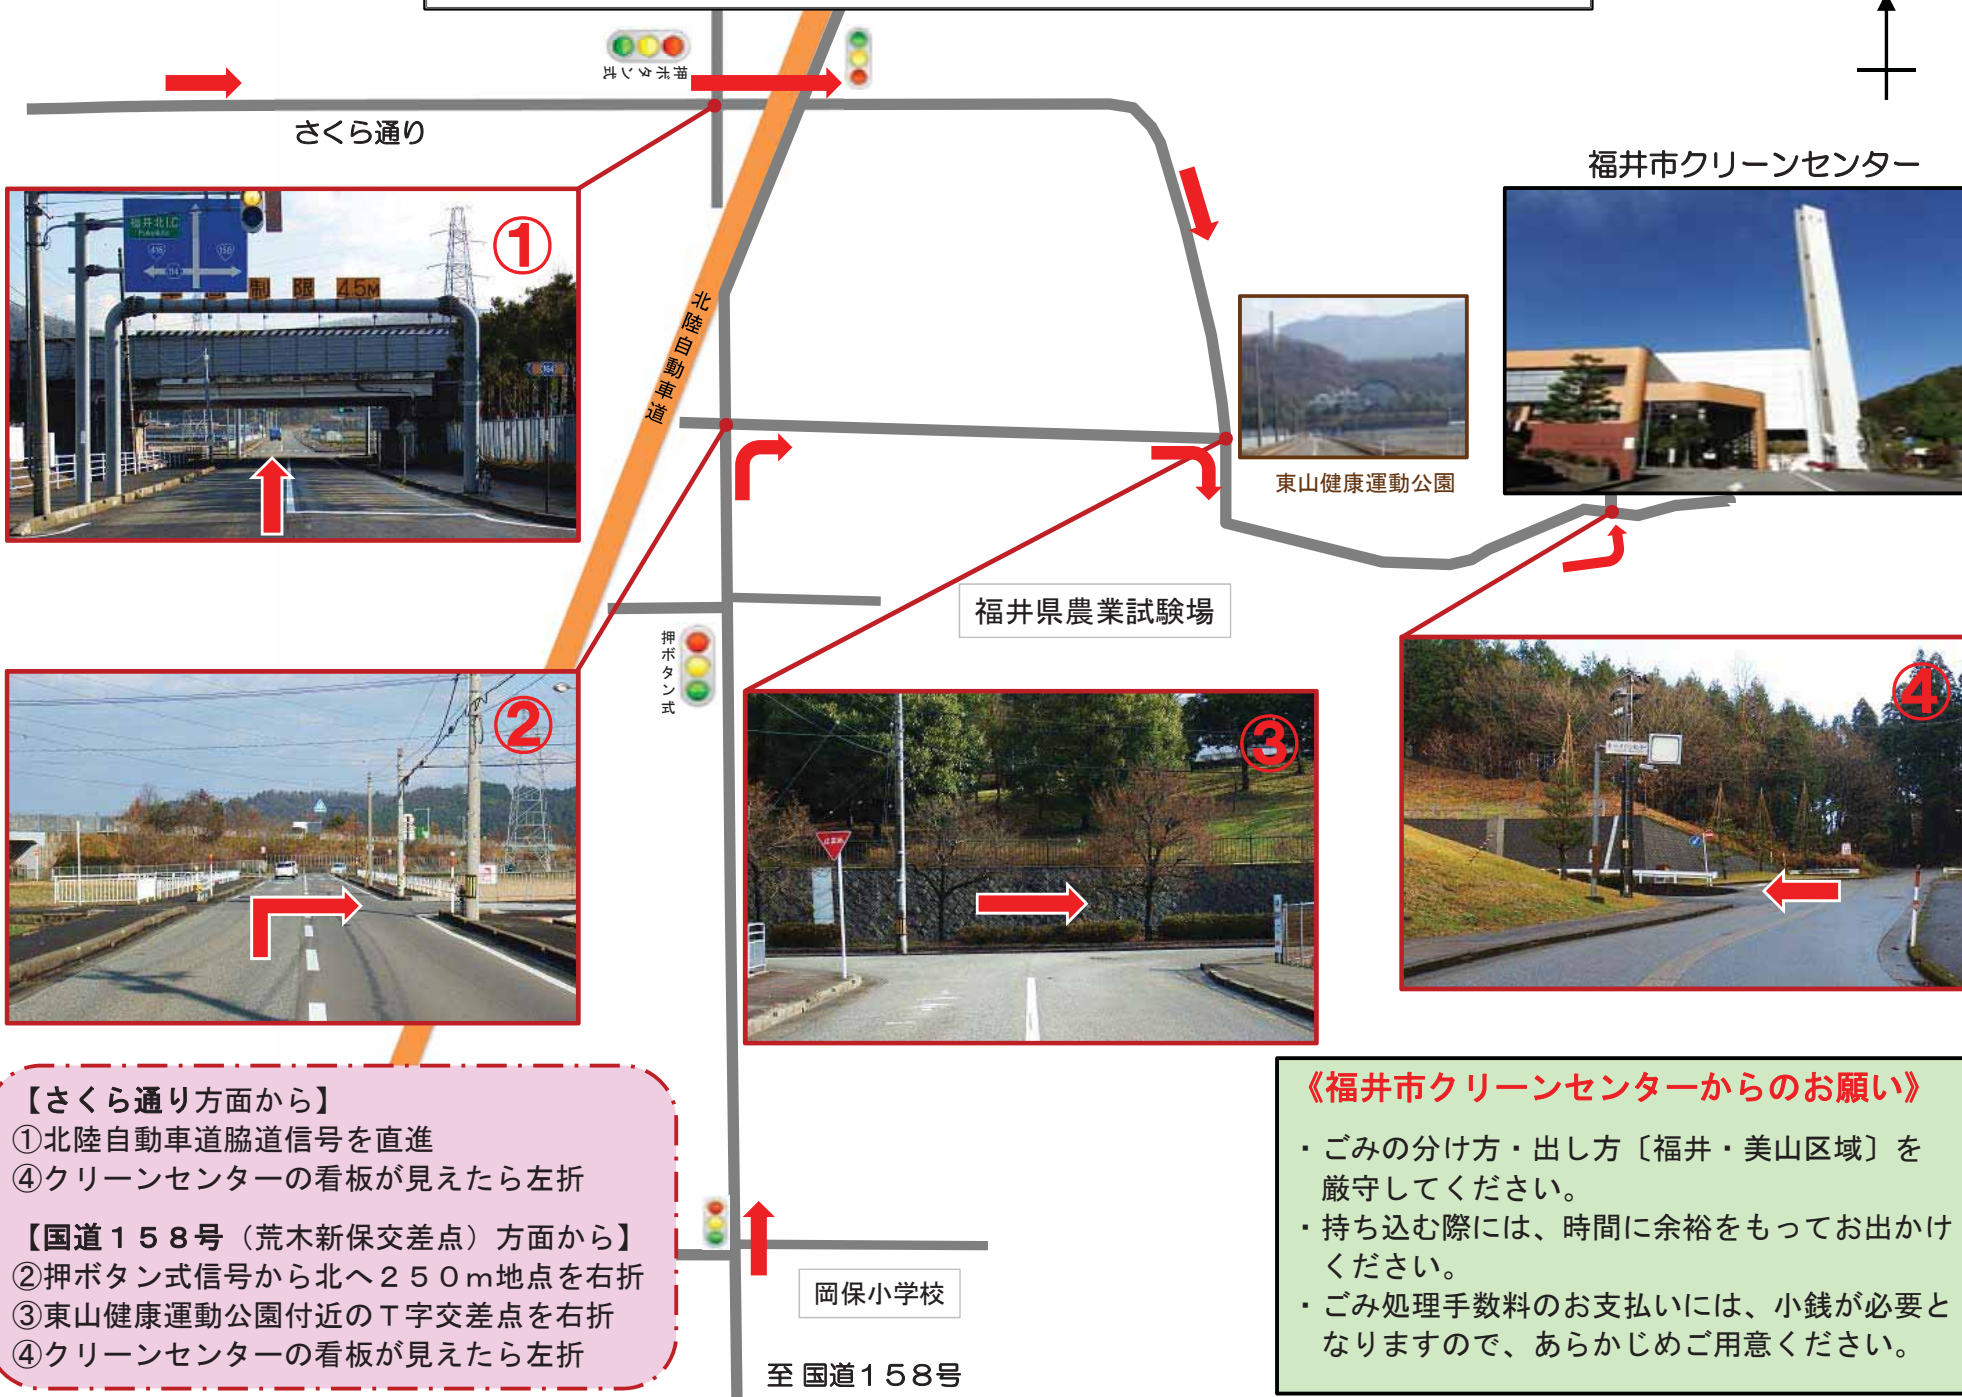 押ボタン式
さくら通り
福井市クリーンセンター
福井北I.C
416
158
114
制限 4.5M
164
①
北陸自動車道
東山健康運動公園
福井県農業試験場
押ボタン式
②
③
④
【さくら通り方面から】
①北陸自動車道脇道信号を直進
④クリーンセンターの看板が見えたら左折
【国道158号(荒木新保交差点)方面から】
②押ボタン式信号から北へ250m地点を右折
③東山健康運動公園付近のT字交差点を右折
④クリーンセンターの看板が見えたら左折
岡保小学校
至 国道158号
《福井市クリーンセンターからのお願い》
・ごみの分け方・出し方〔福井・美山区域〕を
厳守してください。
・持ち込む際には、時間に余裕をもってお出かけ
ください。
・ごみ処理手数料のお支払いには、小銭が必要と
なりますので、あらかじめご用意ください。